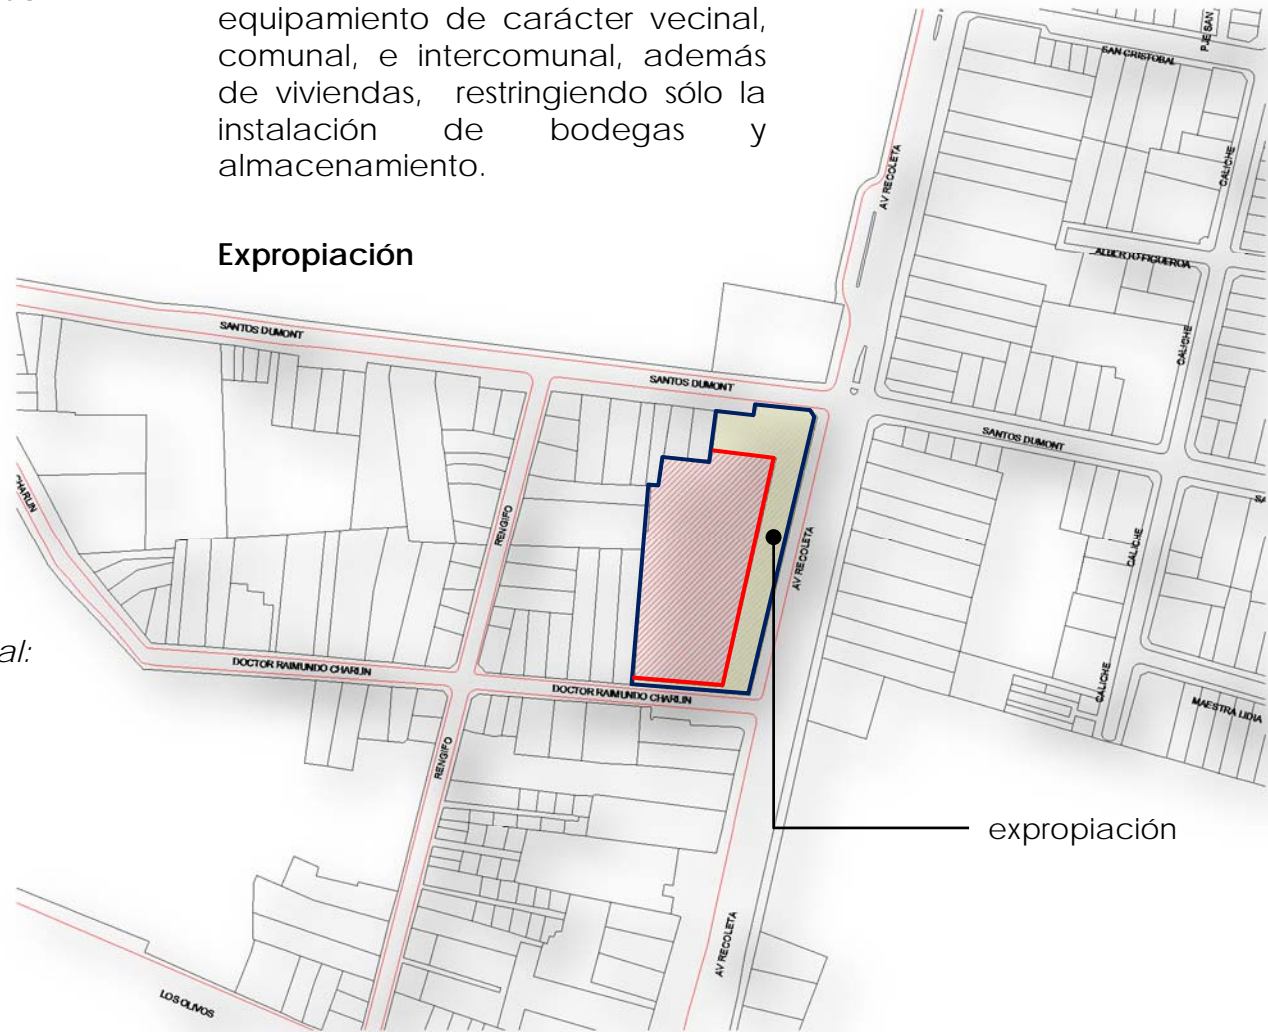 equipamiento de carácter vecinal,
comunal, e intercomunal, además
de viviendas, restringiendo sólo la
instalación de bodegas y
almacenamiento.
Expropiación
SAN CRISTOBAL
PJE SAN
AV RECOLETA
CALICHE
ALBERTO FIGUEROA
SANTOS DUMONT
SANTOS DUMONT
CALICHE
SANTOS DUMONT
CHARLIN
RENGIFO
AV RECOLETA
CALICHE
al:
DOCTOR RAIMUNDO CHARLIN
DOCTOR RAIMUNDO CHARLIN
CALICHE
MAESTRA LIDIA
RENGIFO
expropiación
AV RECOLETA
LOS OLIVOS